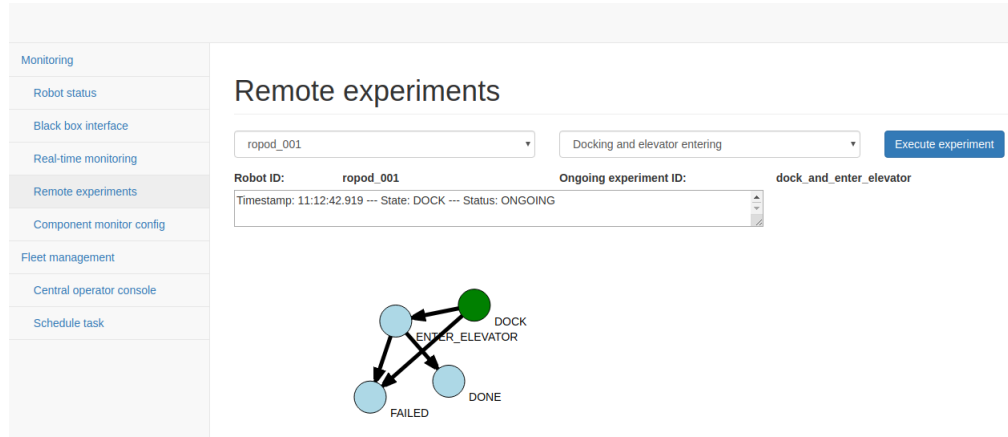 Monitoring
Robot status
Black box interface
Real-time monitoring
Remote experiments
Component monitor config
Fleet management
Central operator console
Schedule task
Remote experiments
ropod_001
Docking and elevator entering
Execute experiment
Robot ID: ropod_001 Ongoing experiment ID: dock_and_enter_elevator
Timestamp: 11:12:42.919 --- State: DOCK --- Status: ONGOING
DOCK
ENTER_ELEVATOR
DONE
FAILED